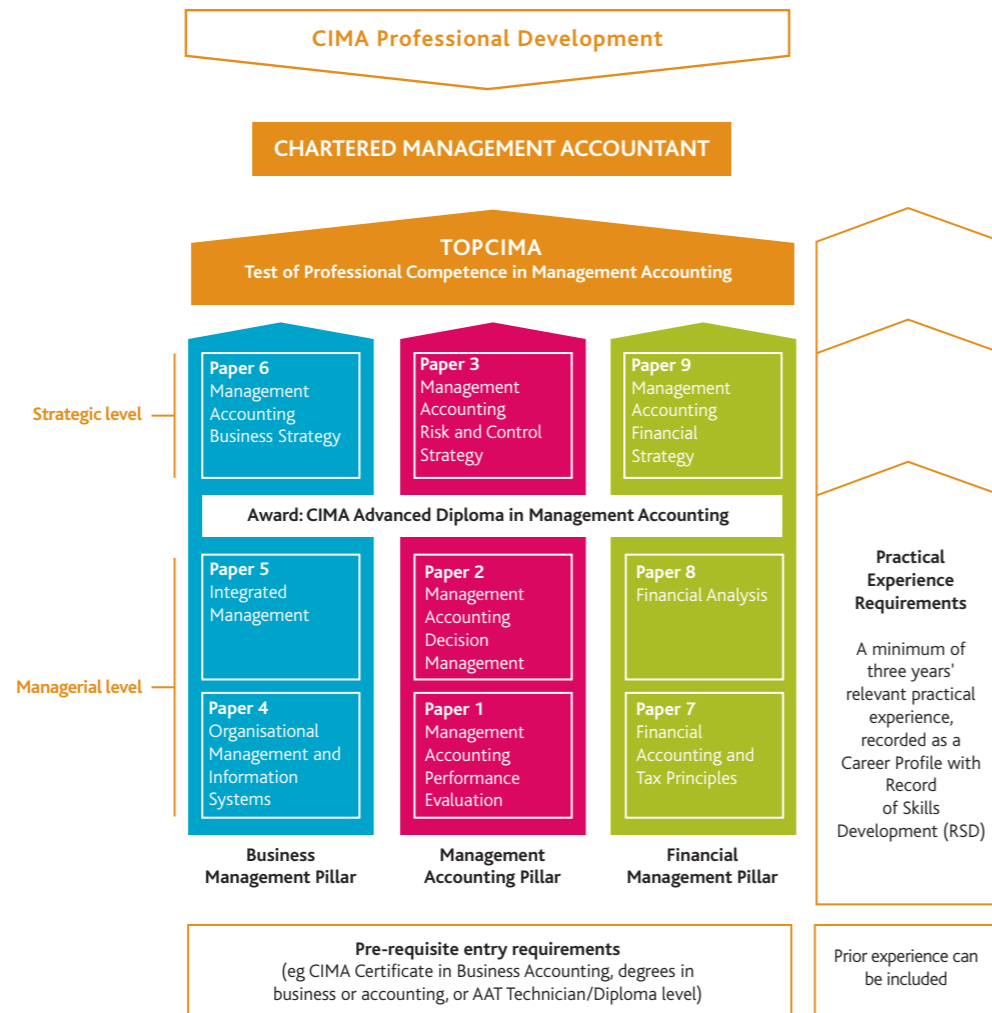 CIMA Professional Development
CHARTERED MANAGEMENT ACCOUNTANT
TOPCIMA
Test of Professional Competence in Management Accounting
Strategic level
Paper 6
Management
Accounting
Business Strategy
Paper 3
Management
Accounting
Risk and Control
Strategy
Paper 9
Management
Accounting
Financial
Strategy
Award: CIMA Advanced Diploma in Management Accounting
Managerial level
Paper 5
Integrated
Management
Paper 2
Management
Accounting
Decision
Management
Paper 8
Financial Analysis
Paper 4
Organisational
Management and
Information
Systems
Paper 1
Management
Accounting
Performance
Evaluation
Paper 7
Financial
Accounting and
Tax Principles
Business
Management Pillar
Management
Accounting Pillar
Financial
Management Pillar
Practical
Experience
Requirements
A minimum of
three years'
relevant practical
experience,
recorded as a
Career Profile with
Record
of Skills
Development (RSD)
Pre-requisite entry requirements
(eg CIMA Certificate in Business Accounting, degrees in
business or accounting, or AAT Technician/Diploma level)
Prior experience can
be included